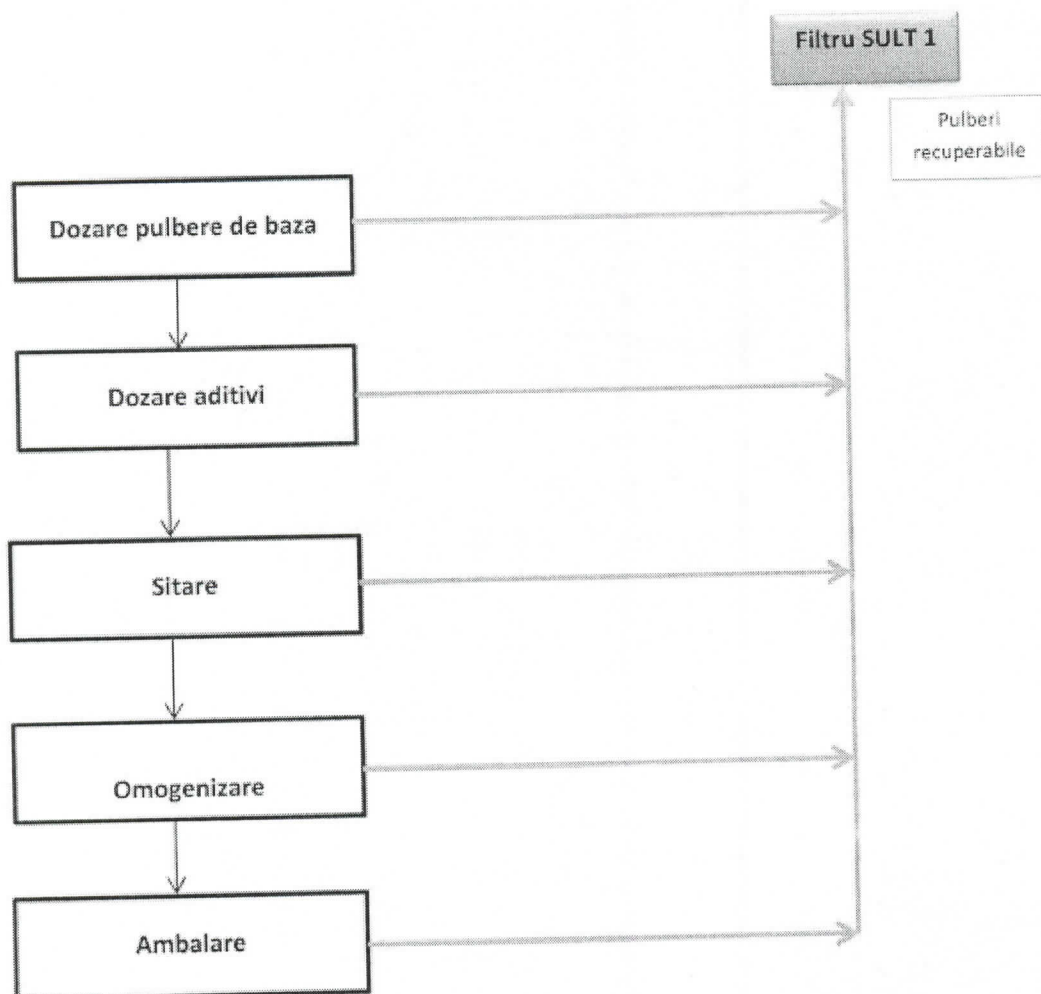 Filtru SULT 1
Pulberi
recuperabile
Dozare pulbere de baza
Dozare aditivi
Sitare
Omogenizare
Ambalare